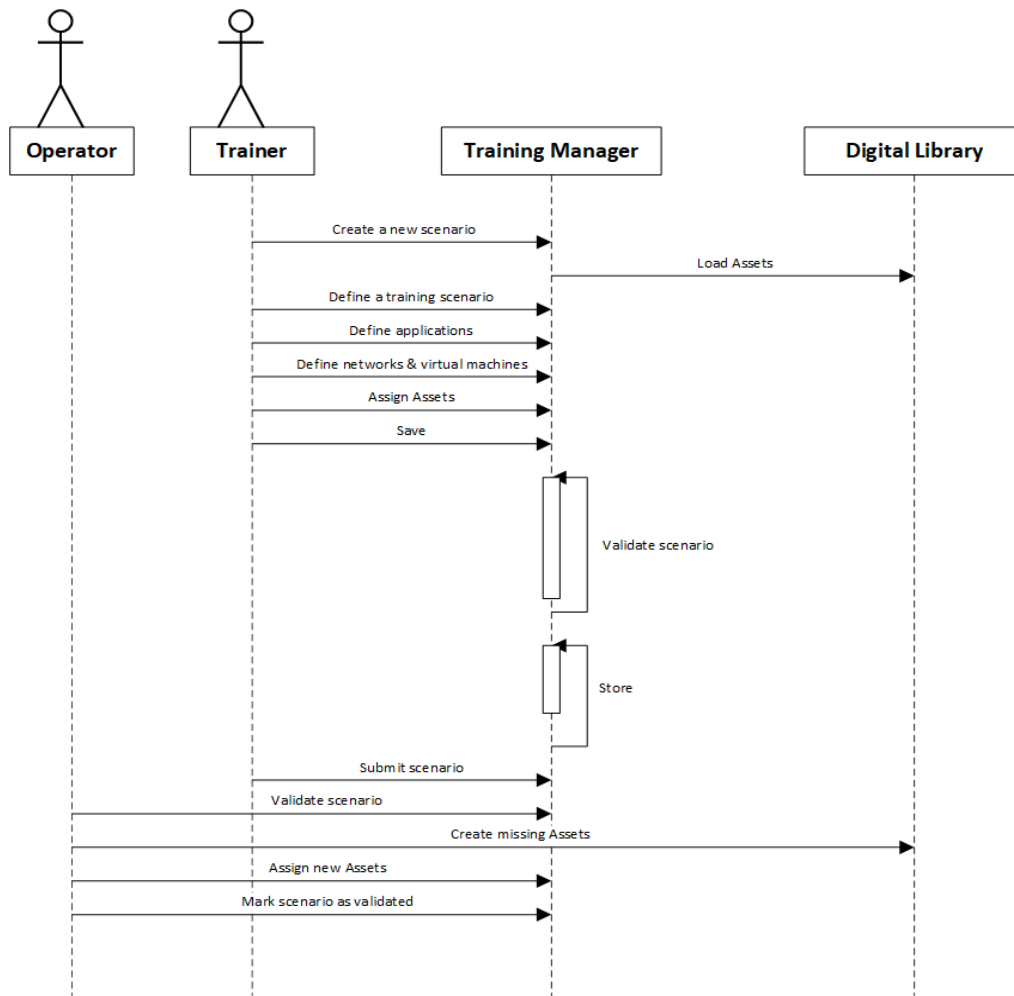 Operator
Trainer
Training Manager
Digital Library
Create a new scenario
Load Assets
Define a training scenario
Define applications
Define networks & virtual machines
Assign Assets
Save
Validate scenario
Store
Submit scenario
Validate scenario
Create missing Assets
Assign new Assets
Mark scenario as validated